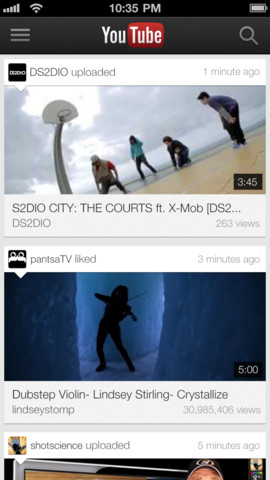 10:35 PM
YouTube
DS2DIO
DS2DIO uploaded 1 minute ago
3:45
S2DIO CITY: THE COURTS ft. X-Mob [DS2...
DS2DIO 263 views
pantsaTV liked 3 minutes ago
5:00
Dubstep Violin- Lindsey Stirling- Crystallize
lindseystomp 30,985,406 views
shotscience uploaded 5 minutes ago